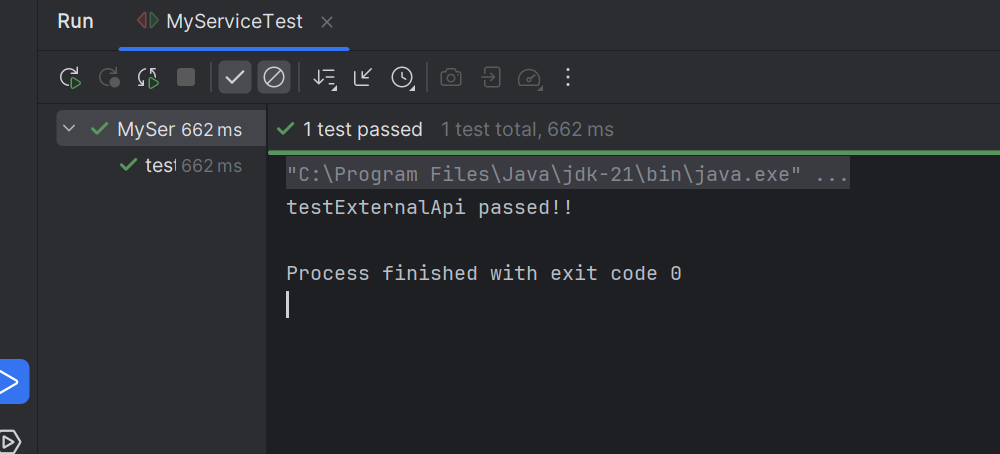 Run MyServiceTest
MySer 662 ms
test 662 ms
1 test passed 1 test total, 662 ms
"C:\Program Files\Java\jdk-21\bin\java.exe" ...
testExternalApi passed!!
Process finished with exit code 0